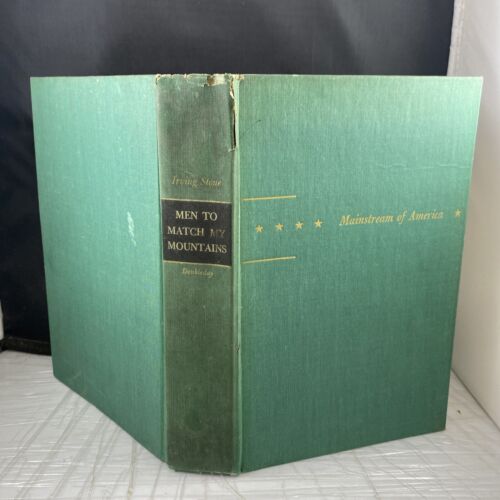 Irving Stone
MEN TO
MATCH MY
MOUNTAINS
Doubleday
★ ★ ★ ★ Mainstream of America ★